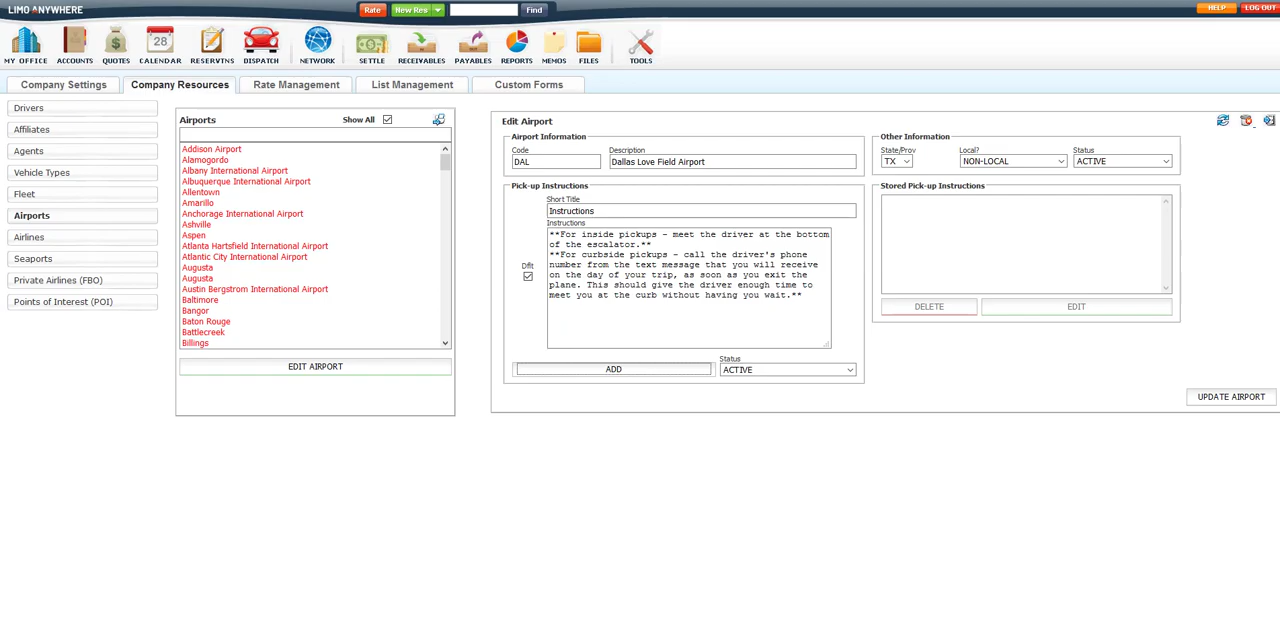 LIMO ANYWHERE
Rate
New Res
Find
HELP
LOG OUT
MY OFFICE
ACCOUNTS
QUOTES
28
CALENDAR
RESERVTNS
DISPATCH
NETWORK
SETTLE
RECEIVABLES
PAYABLES
REPORTS
MEMOS
FILES
TOOLS
Company Settings
Company Resources
Rate Management
List Management
Custom Forms
Drivers
Affiliates
Agents
Vehicle Types
Fleet
Airports
Airlines
Seaports
Private Airlines (FBO)
Points of Interest (POI)
Airports
Show All
Addison Airport
Alamogordo
Albany International Airport
Albuquerque International Airport
Allentown
Amarillo
Anchorage International Airport
Ashville
Aspen
Atlanta Hartsfield International Airport
Atlantic City International Airport
Augusta
Augusta
Austin Bergstrom International Airport
Baltimore
Bangor
Baton Rouge
Battlecreek
Billings
EDIT AIRPORT
Edit Airport
Airport Information
Code
Description
DAL
Dallas Love Field Airport
Pick-up Instructions
Short Title
Instructions
Instructions
Dflt
**For inside pickups - meet the driver at the bottom
of the escalator.**
**For curbside pickups - call the driver's phone
number from the text message that you will receive
on the day of your trip, as soon as you exit the
plane. This should give the driver enough time to
meet you at the curb without having you wait.**
ADD
Status
ACTIVE
Other Information
State/Prov
Local?
Status
TX
NON-LOCAL
ACTIVE
Stored Pick-up Instructions
DELETE
EDIT
UPDATE AIRPORT